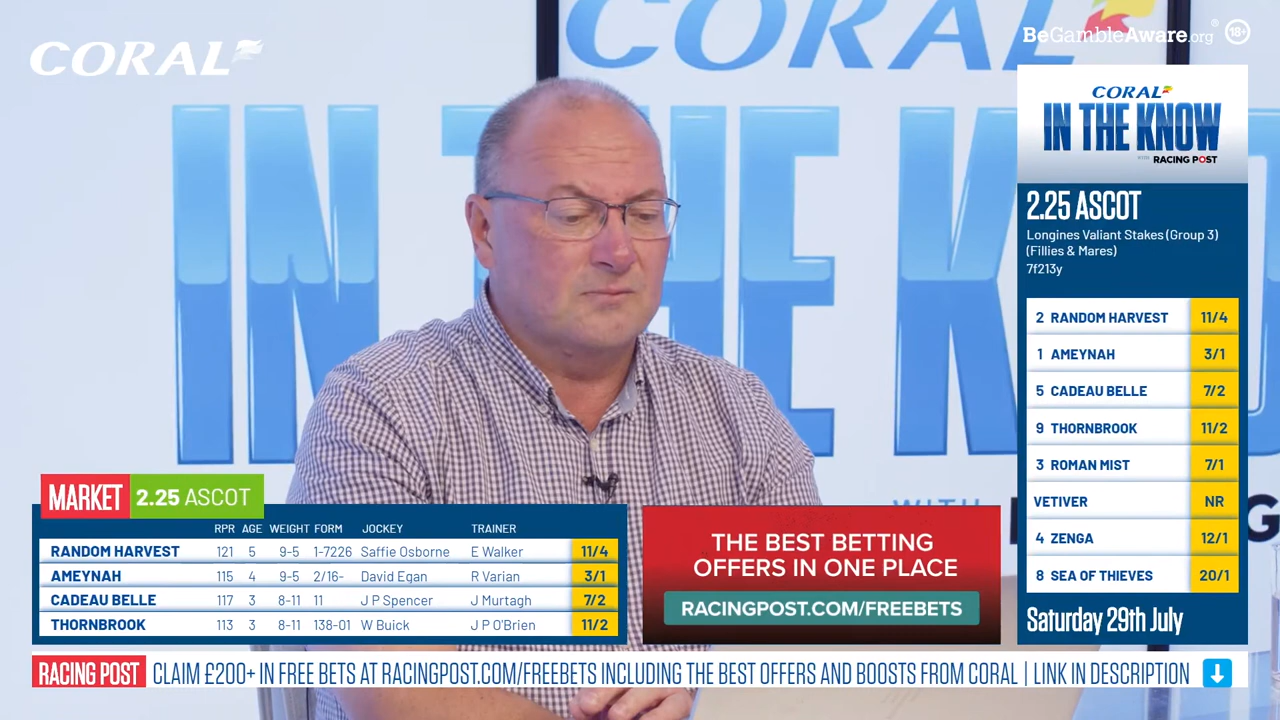 CORAL
CORAL
BeGambleAware.org® 18+
IN THE KNOW
WITH
CORAL
IN THE KNOW
WITH RACING POST
2.25 ASCOT
Longines Valiant Stakes (Group 3)
(Fillies & Mares)
7f213y
2 RANDOM HARVEST 11/4
1 AMEYNAH 3/1
5 CADEAU BELLE 7/2
9 THORNBROOK 11/2
3 ROMAN MIST 7/1
VETIVER NR
4 ZENGA 12/1
8 SEA OF THIEVES 20/1
Saturday 29th July
MARKET 2.25 ASCOT
RPR AGE WEIGHT FORM JOCKEY TRAINER
RANDOM HARVEST 121 5 9-5 1-7226 Saffie Osborne E Walker 11/4
AMEYNAH 115 4 9-5 2/16- David Egan R Varian 3/1
CADEAU BELLE 117 3 8-11 11 J P Spencer J Murtagh 7/2
THORNBROOK 113 3 8-11 138-01 W Buick J P O'Brien 11/2
THE BEST BETTING
OFFERS IN ONE PLACE
RACINGPOST.COM/FREEBETS
RACING POST CLAIM £200+ IN FREE BETS AT RACINGPOST.COM/FREEBETS INCLUDING THE BEST OFFERS AND BOOSTS FROM CORAL | LINK IN DESCRIPTION